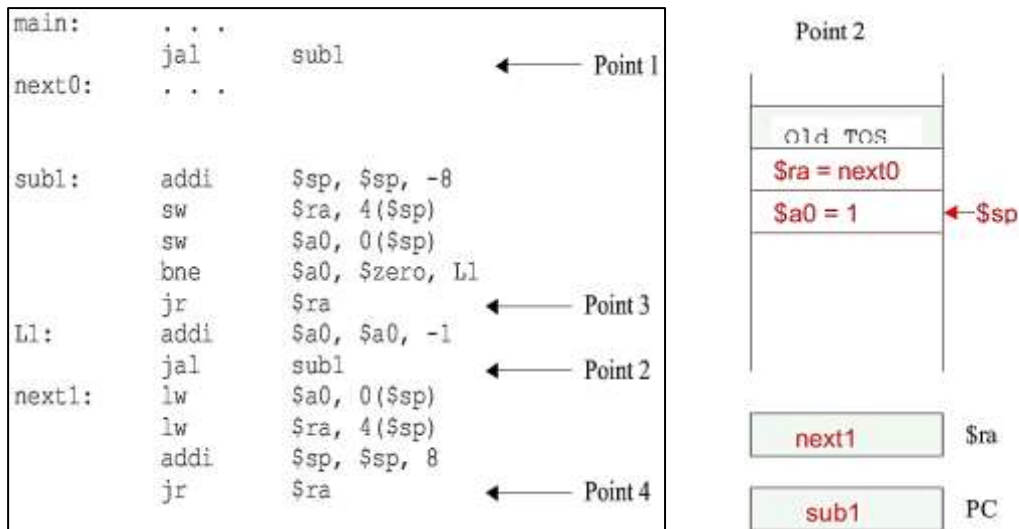 main: . . .
jal sub1 Point 1
next0: . . .
sub1: addi $sp, $sp, -8
sw $ra, 4($sp)
sw $a0, 0($sp)
bne $a0, $zero, L1
jr $ra Point 3
L1: addi $a0, $a0, -1
jal sub1 Point 2
next1: lw $a0, 0($sp)
lw $ra, 4($sp)
addi $sp, $sp, 8
jr $ra Point 4
Point 2
Old TOS
$ra = next0
$a0 = 1 $sp
next1 $ra
sub1 PC